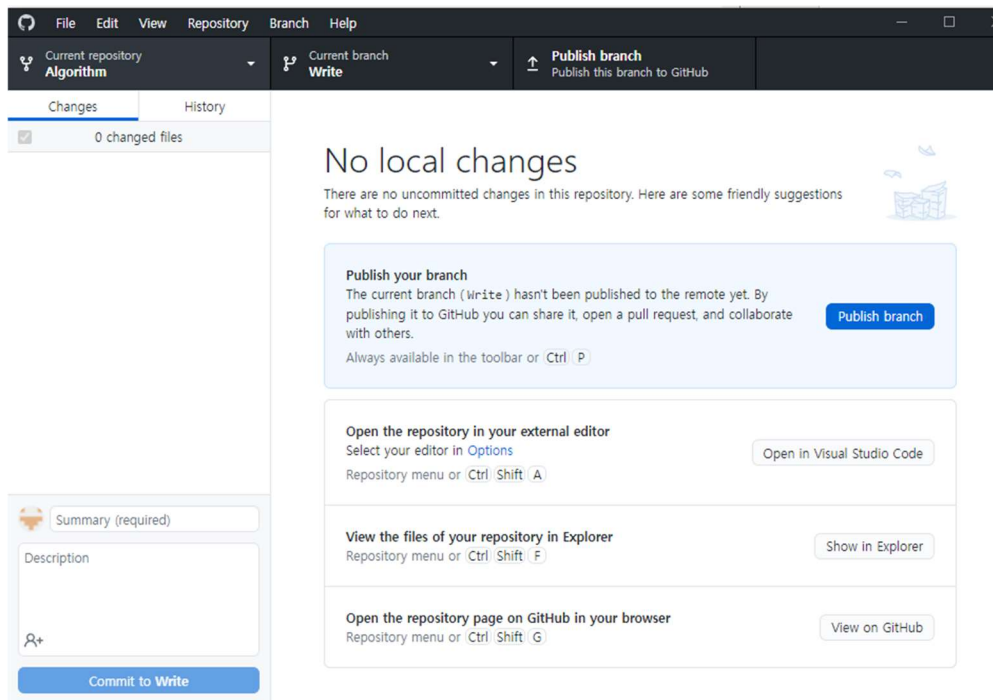 File Edit View Repository Branch Help
Current repository
Algorithm
Current branch
Write
Publish branch
Publish this branch to GitHub
Changes History
0 changed files
No local changes
There are no uncommitted changes in this repository. Here are some friendly suggestions
for what to do next.
Publish your branch
The current branch (Write) hasn't been published to the remote yet. By
publishing it to GitHub you can share it, open a pull request, and collaborate
with others.
Always available in the toolbar or Ctrl P
Publish branch
Open the repository in your external editor
Select your editor in Options
Repository menu or Ctrl Shift A
Open in Visual Studio Code
View the files of your repository in Explorer
Repository menu or Ctrl Shift F
Show in Explorer
Open the repository page on GitHub in your browser
Repository menu or Ctrl Shift G
View on GitHub
Summary (required)
Description
Commit to Write